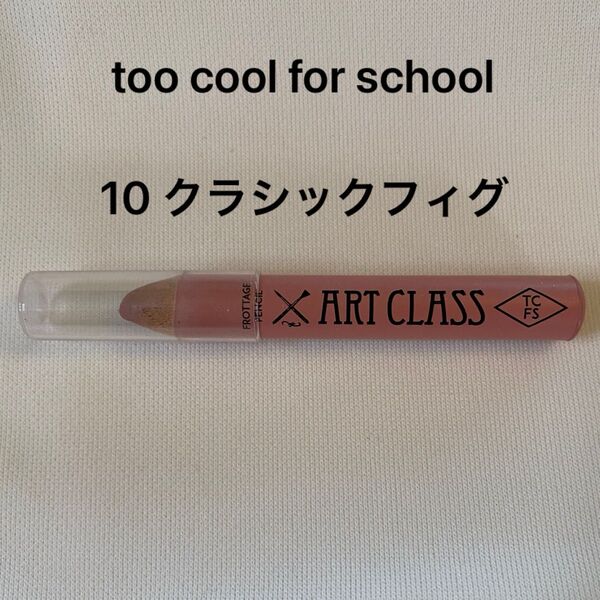 too cool for school
10 クラシックフィグ
FROTTAGE
PENCIL
ART CLASS
TC
FS